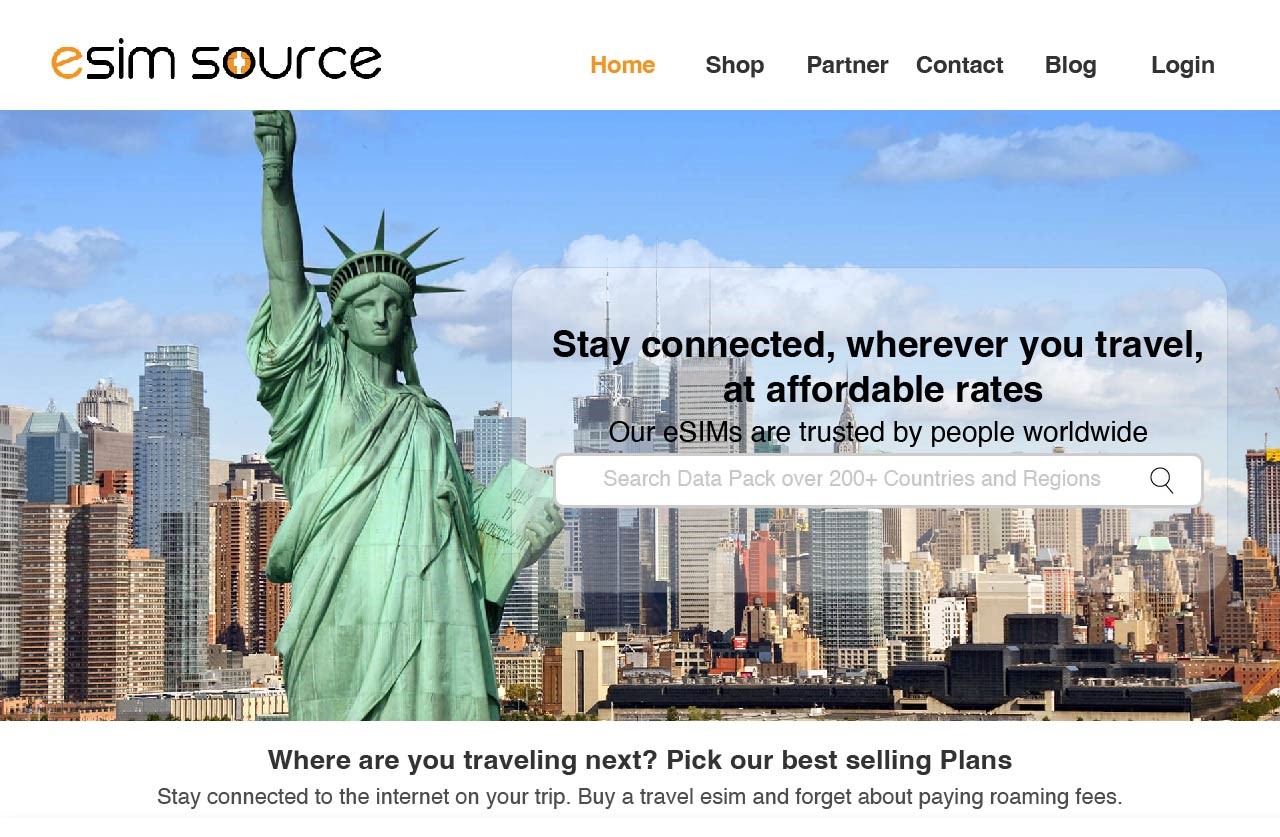 esim source
Home Shop Partner Contact Blog Login
Stay connected, wherever you travel,
at affordable rates
Our eSIMs are trusted by people worldwide
Search Data Pack over 200+ Countries and Regions
JULY
IV
Where are you traveling next? Pick our best selling Plans
Stay connected to the internet on your trip. Buy a travel esim and forget about paying roaming fees.